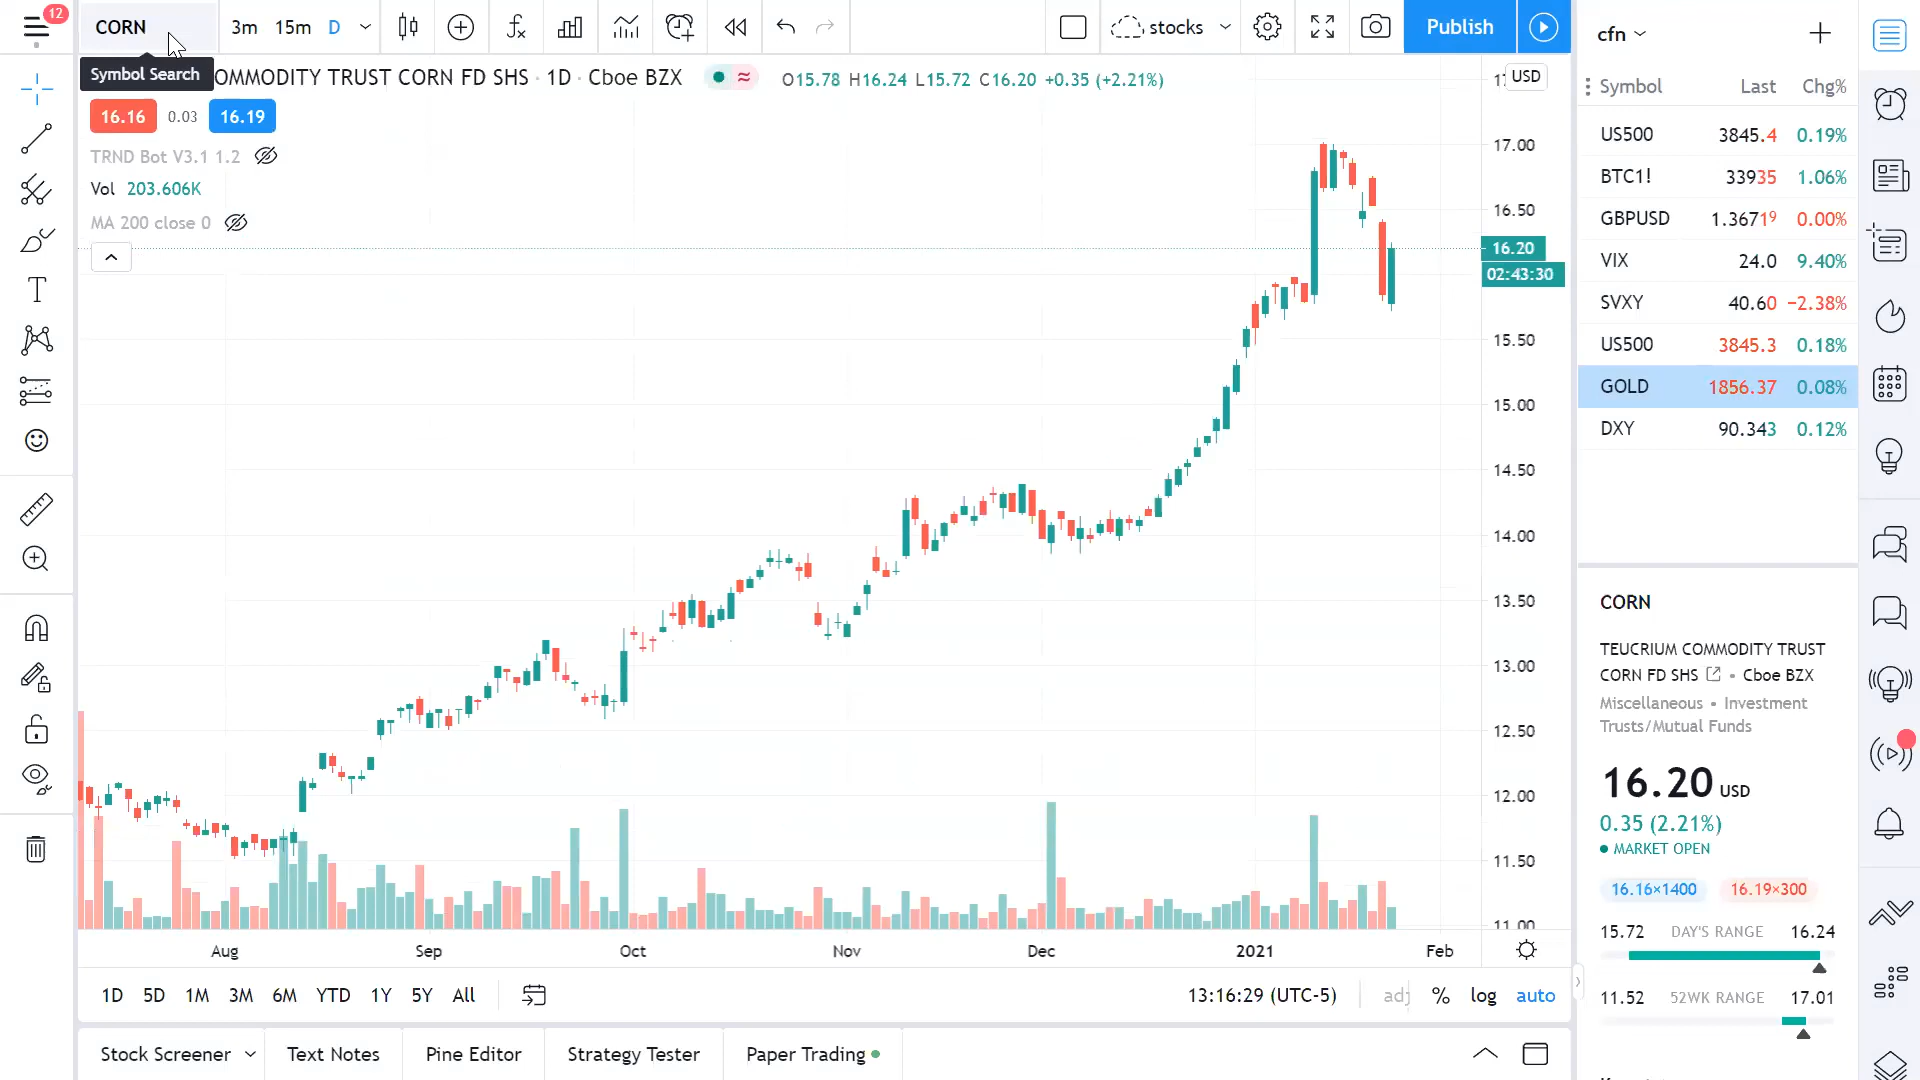 12
CORN
3m 15m D
stocks
Publish
cfn
Symbol Search
OMMODITY TRUST CORN FD SHS · 1D · Cboe BZX
O15.78 H16.24 L15.72 C16.20 +0.35 (+2.21%)
USD
16.16 0.03 16.19
TRND Bot V3.1 1.2
Vol 203.606K
MA 200 close 0
17.00
16.50
16.20
02:43:30
15.50
15.00
14.50
14.00
13.50
13.00
12.50
12.00
11.50
11.00
Aug Sep Oct Nov Dec 2021 Feb
1D 5D 1M 3M 6M YTD 1Y 5Y All
13:16:29 (UTC-5) adj % log auto
Stock Screener Text Notes Pine Editor Strategy Tester Paper Trading
Symbol Last Chg%
US500 3845.4 0.19%
BTC1! 33935 1.06%
GBPUSD 1.36719 0.00%
VIX 24.0 9.40%
SVXY 40.60 −2.38%
US500 3845.3 0.18%
GOLD 1856.37 0.08%
DXY 90.343 0.12%
CORN
TEUCRIUM COMMODITY TRUST
CORN FD SHS • Cboe BZX
Miscellaneous • Investment
Trusts/Mutual Funds
16.20 USD
0.35 (2.21%)
MARKET OPEN
16.16×1400 16.19×300
15.72 DAY'S RANGE 16.24
11.52 52WK RANGE 17.01